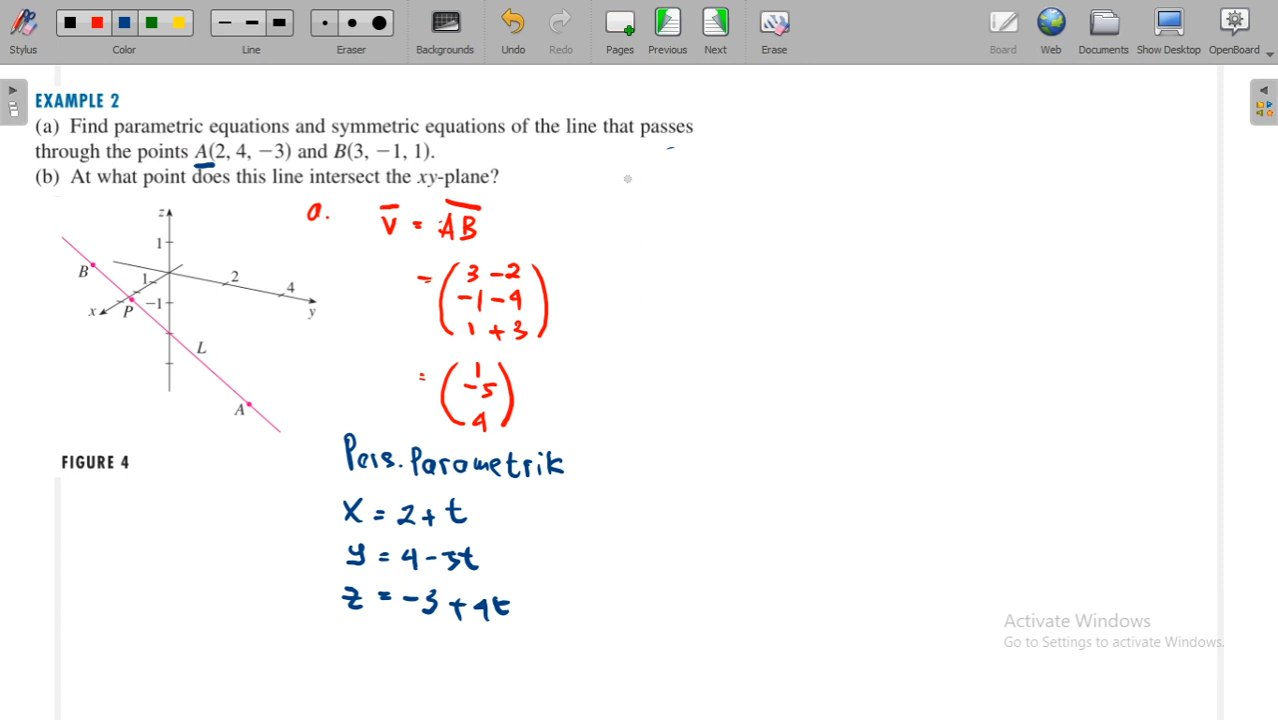 Stylus Color Line Eraser Backgrounds Undo Redo Pages Previous Next Erase Board Web Documents Show Desktop OpenBoard
EXAMPLE 2
(a) Find parametric equations and symmetric equations of the line that passes
through the points A(2, 4, −3) and B(3, −1, 1).
(b) At what point does this line intersect the xy-plane?
a. V̅ = A̅B̅
= ( 3 − 2
−1 − 4
1 + 3 )
= ( 1
−5
4 )
z
1
B
1
2
4
−1
x
P
y
L
A
FIGURE 4
Pers. Parametrik
x = 2 + t
y = 4 − 5t
z = −3 + 4t
Activate Windows
Go to Settings to activate Windows.